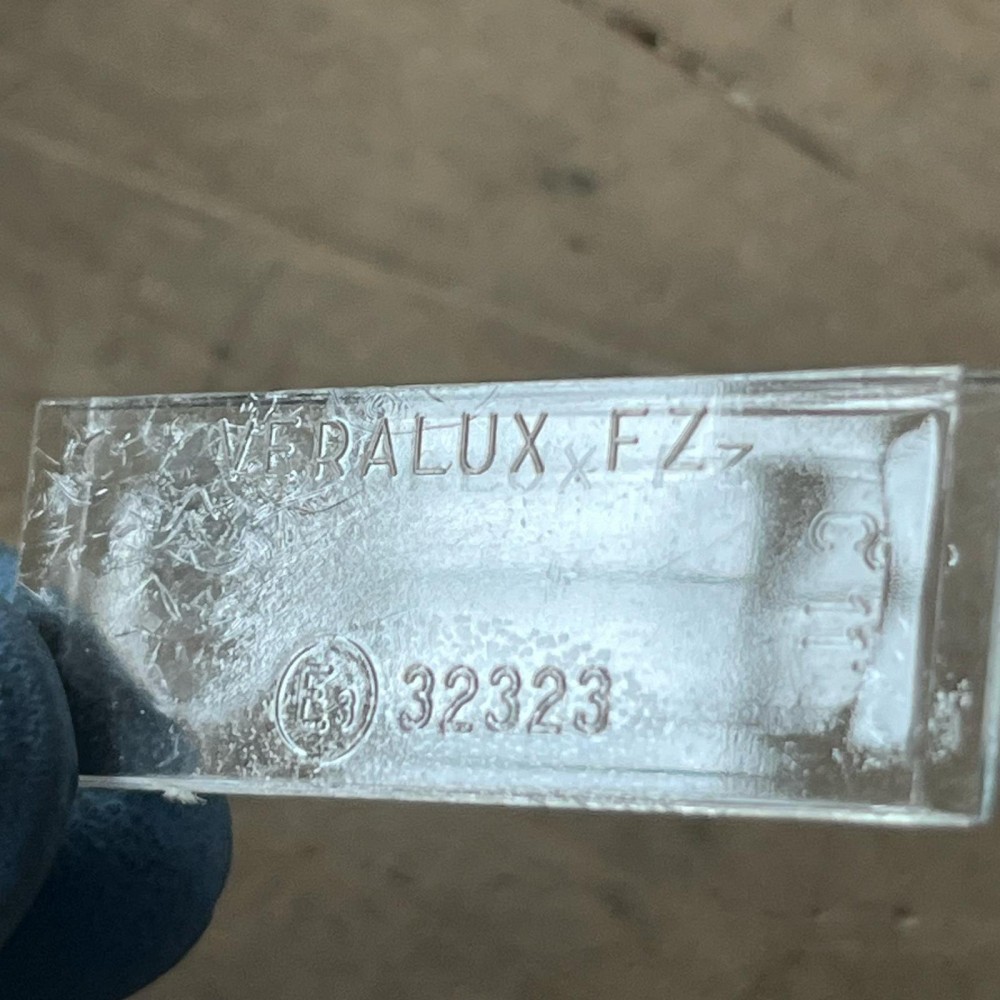 VERALUX FZ
E3 32323
C.T.L